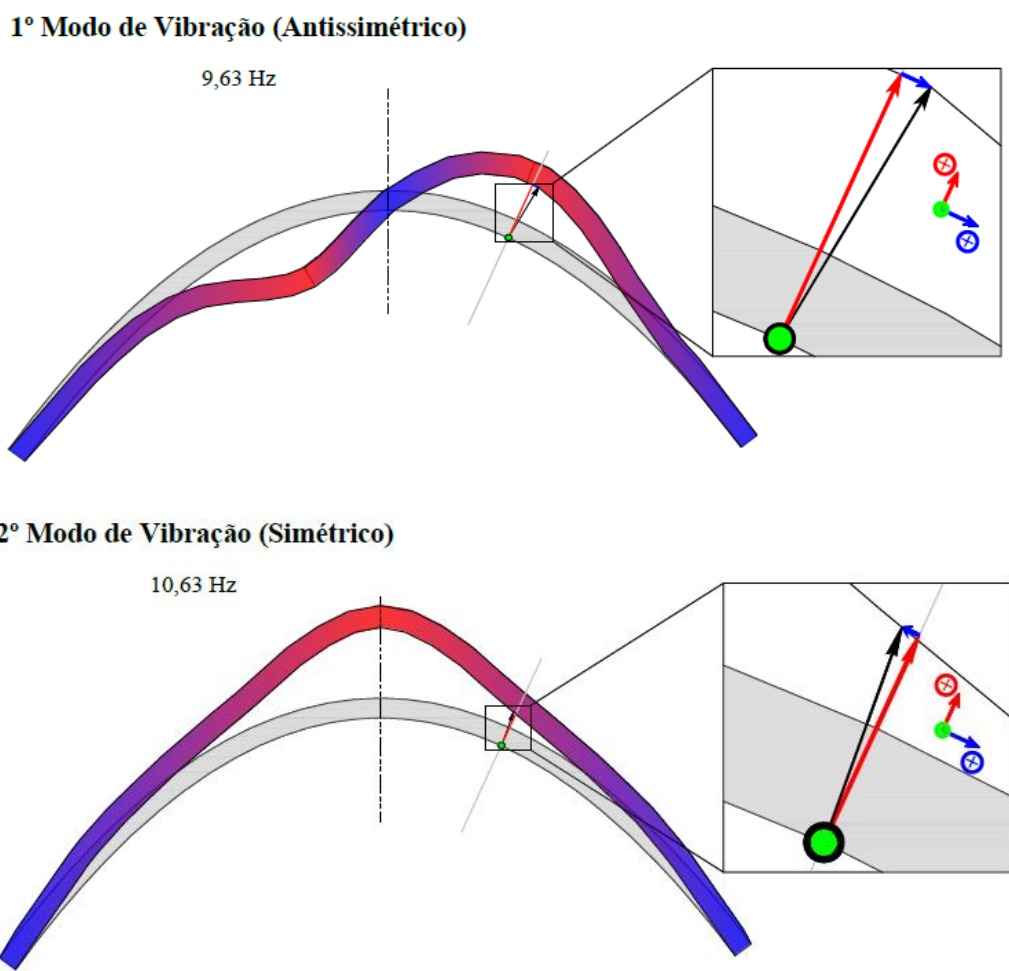 1º Modo de Vibração (Antissimétrico)
9,63 Hz
2º Modo de Vibração (Simétrico)
10,63 Hz